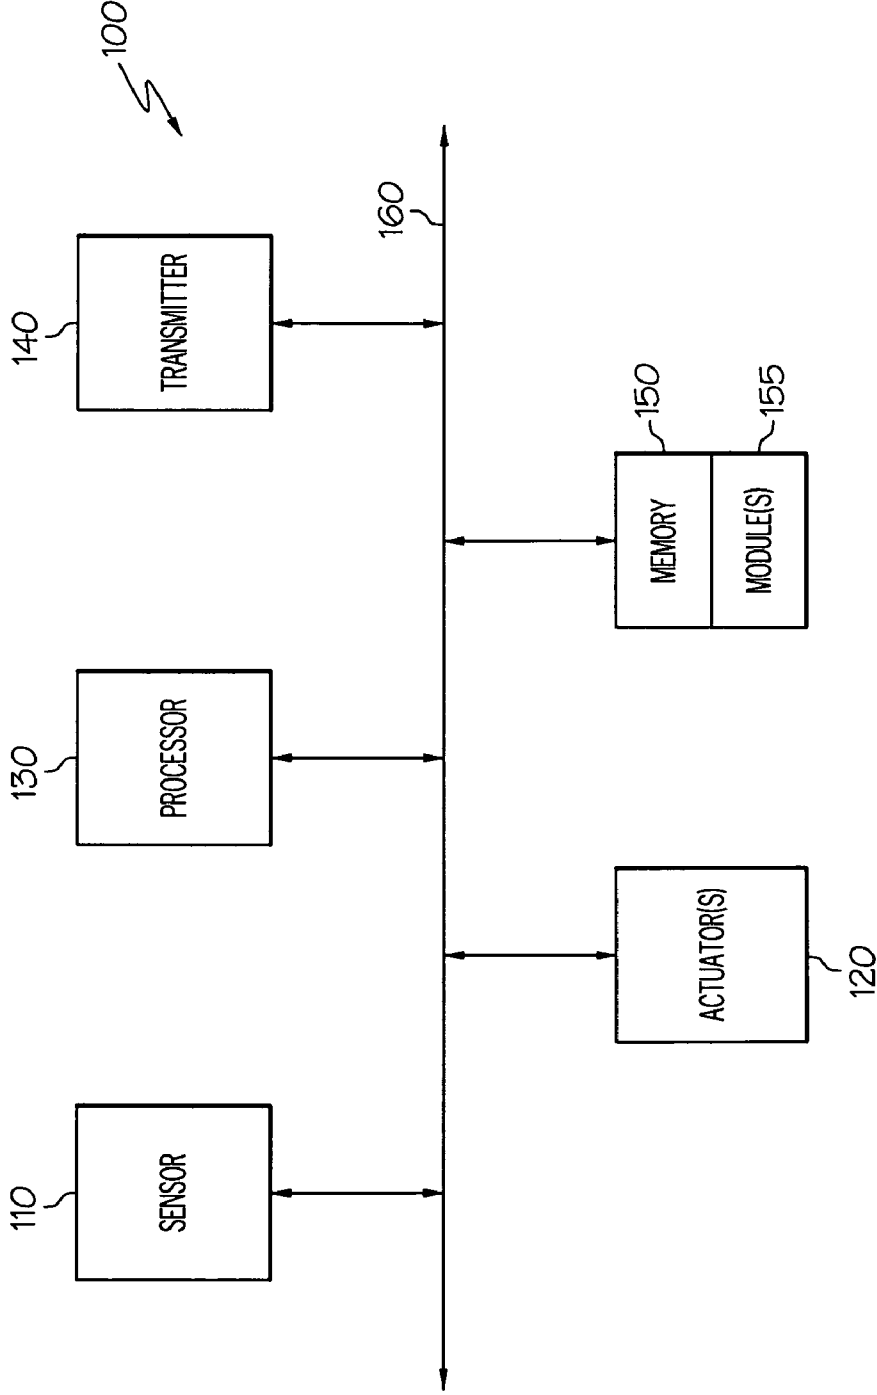 100
110
SENSOR
130
PROCESSOR
140
TRANSMITTER
160
ACTUATOR(S)
120
MEMORY
150
MODULE(S)
155